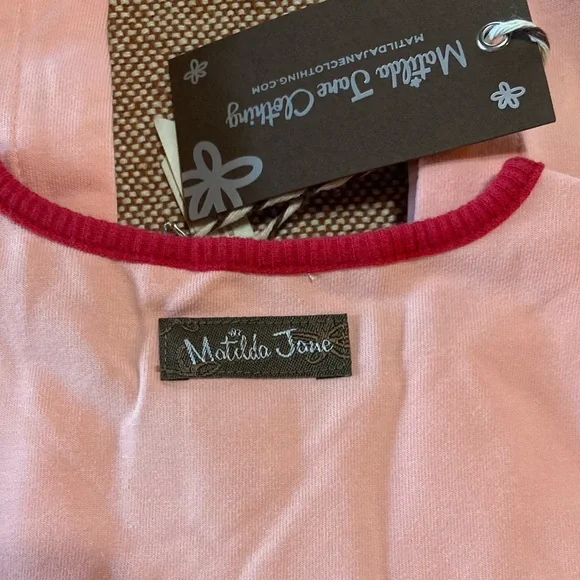 Matilda Jane Clothing
MATILDAJANECLOTHING.COM
Matilda Jane